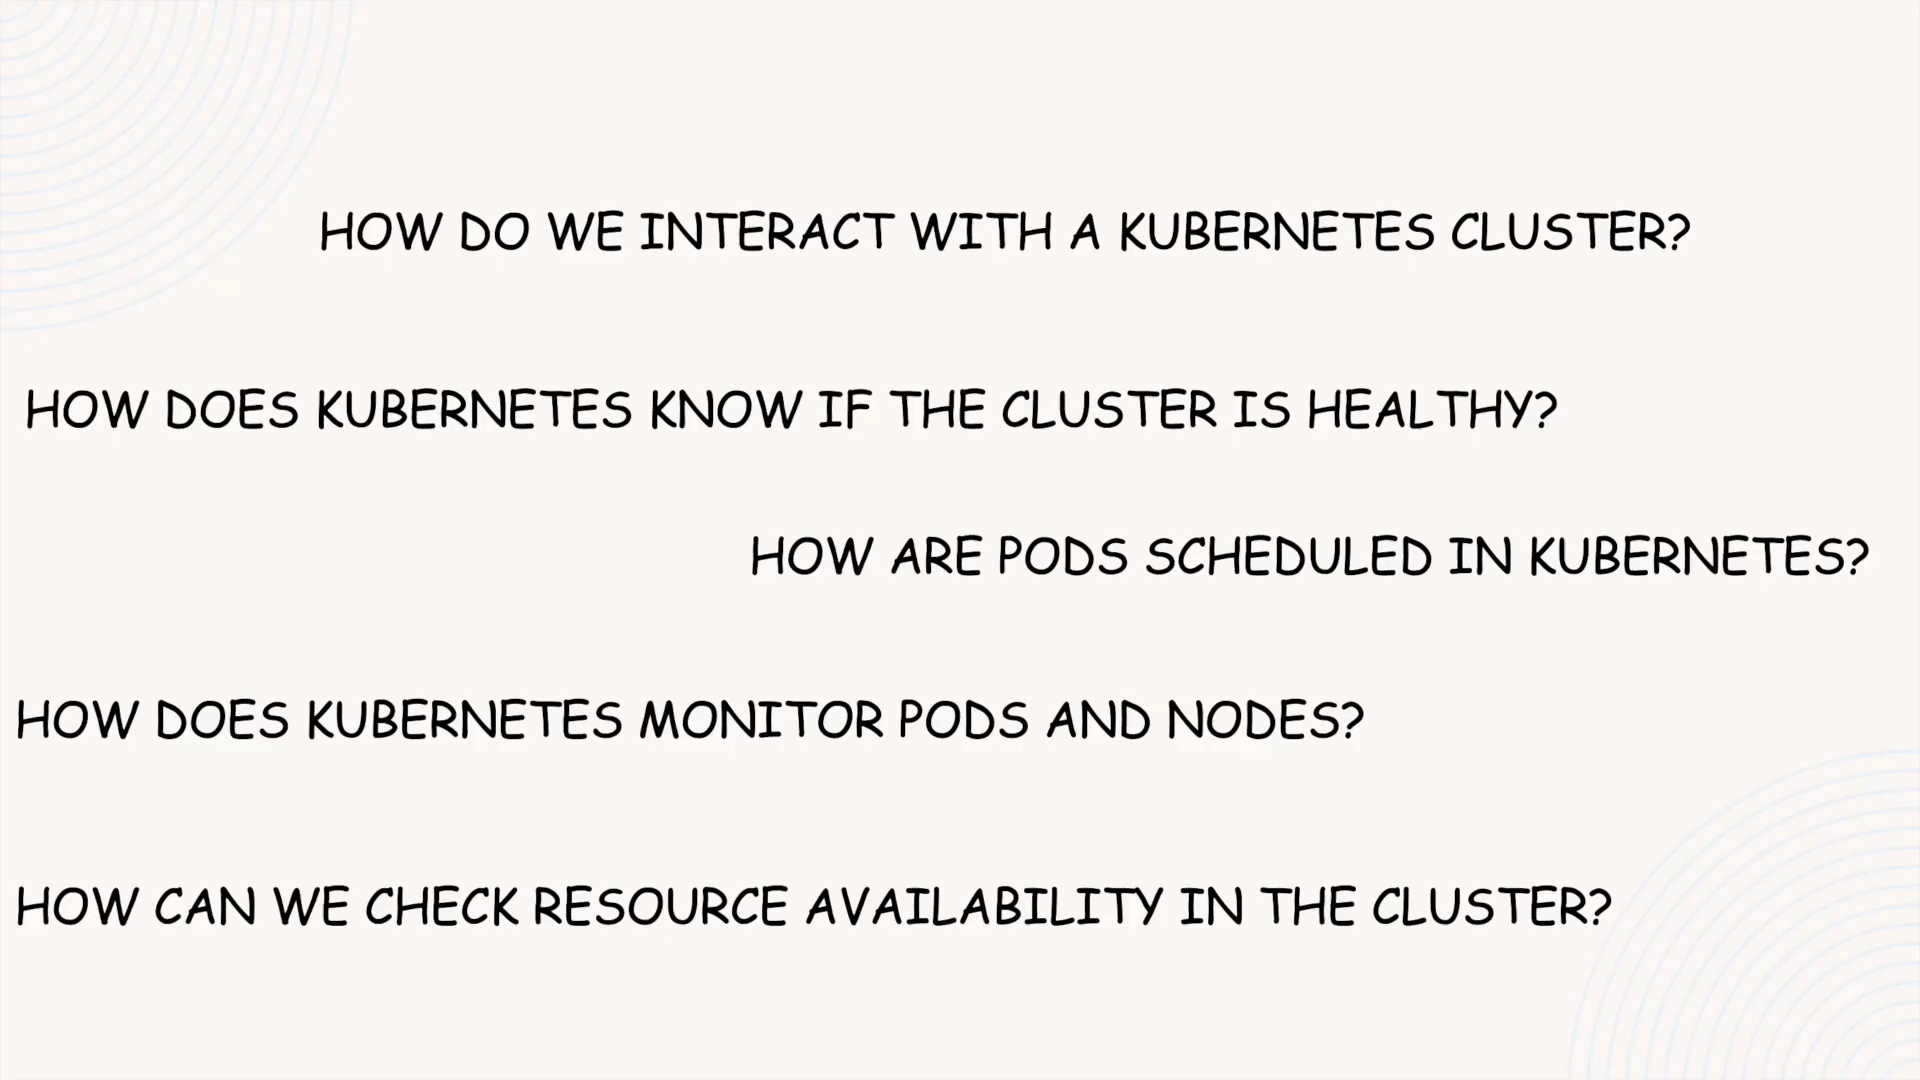 HOW DO WE INTERACT WITH A KUBERNETES CLUSTER?
HOW DOES KUBERNETES KNOW IF THE CLUSTER IS HEALTHY?
HOW ARE PODS SCHEDULED IN KUBERNETES?
HOW DOES KUBERNETES MONITOR PODS AND NODES?
HOW CAN WE CHECK RESOURCE AVAILABILITY IN THE CLUSTER?